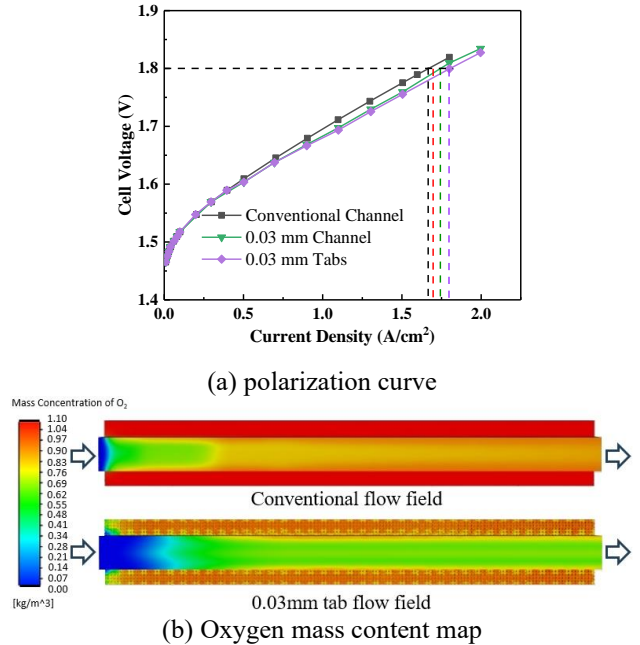 1.9
1.8
1.7
1.6
1.5
1.4
Cell Voltage (V)
Conventional Channel
0.03 mm Channel
0.03 mm Tabs
0.0 0.5 1.0 1.5 2.0
Current Density (A/cm²)
(a) polarization curve
Mass Concentration of O₂
1.10
1.04
0.97
0.90
0.83
0.76
0.69
0.62
0.55
0.48
0.41
0.34
0.28
0.21
0.14
0.07
0.00
[kg/m^3]
Conventional flow field
0.03mm tab flow field
(b) Oxygen mass content map